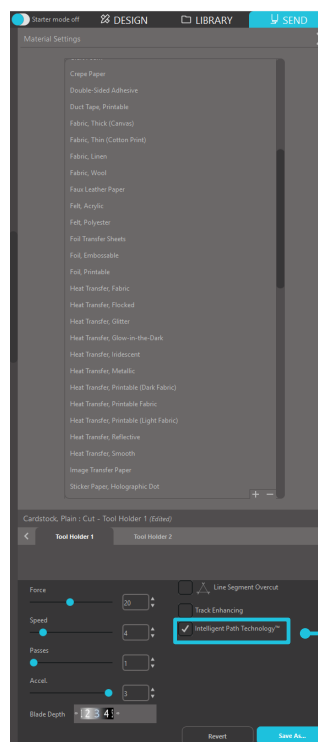 Starter mode off
DESIGN
LIBRARY
SEND
Material Settings
Crepe Paper
Double-Sided Adhesive
Duct Tape, Printable
Fabric, Thick (Canvas)
Fabric, Thin (Cotton Print)
Fabric, Linen
Fabric, Wool
Faux Leather Paper
Felt, Acrylic
Felt, Polyester
Foil Transfer Sheets
Foil, Embossable
Foil, Printable
Heat Transfer, Fabric
Heat Transfer, Flocked
Heat Transfer, Glitter
Heat Transfer, Glow-in-the-Dark
Heat Transfer, Iridescent
Heat Transfer, Metallic
Heat Transfer, Printable (Dark Fabric)
Heat Transfer, Printable Fabric
Heat Transfer, Printable (Light Fabric)
Heat Transfer, Reflective
Heat Transfer, Smooth
Image Transfer Paper
Sticker Paper, Holographic Dot
+ −
Cardstock, Plain : Cut - Tool Holder 1 (Edited)
Tool Holder 1
Tool Holder 2
Force
20
Line Segment Overcut
Speed
4
Track Enhancing
Intelligent Path Technology™
Passes
1
Accel.
3
Blade Depth - 2 3 4 +
Revert
Save As...